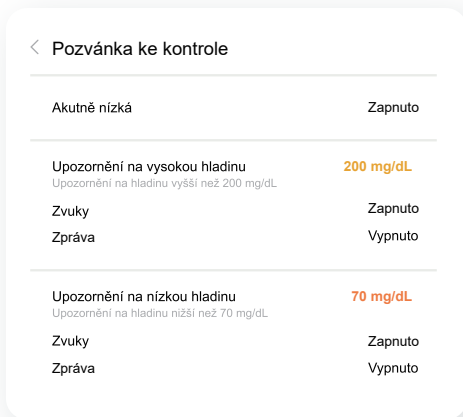 Pozvánka ke kontrole
Akutně nízká Zapnuto
Upozornění na vysokou hladinu 200 mg/dL
Upozornění na hladinu vyšší než 200 mg/dL
Zvuky Zapnuto
Zpráva Vypnuto
Upozornění na nízkou hladinu 70 mg/dL
Upozornění na hladinu nižší než 70 mg/dL
Zvuky Zapnuto
Zpráva Vypnuto